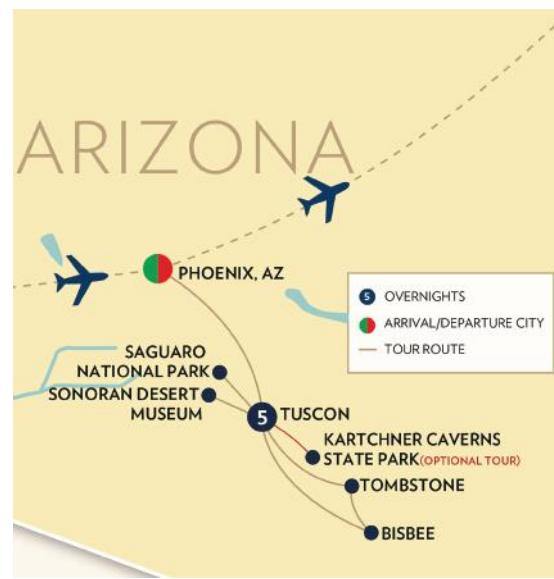 ARIZONA
PHOENIX, AZ
5 OVERNIGHTS
ARRIVAL/DEPARTURE CITY
TOUR ROUTE
SAGUARO
NATIONAL PARK
SONORAN DESERT
MUSEUM
5 TUSCON
KARTCHNER CAVERNS
STATE PARK(OPTIONAL TOUR)
TOMBSTONE
BISBEE